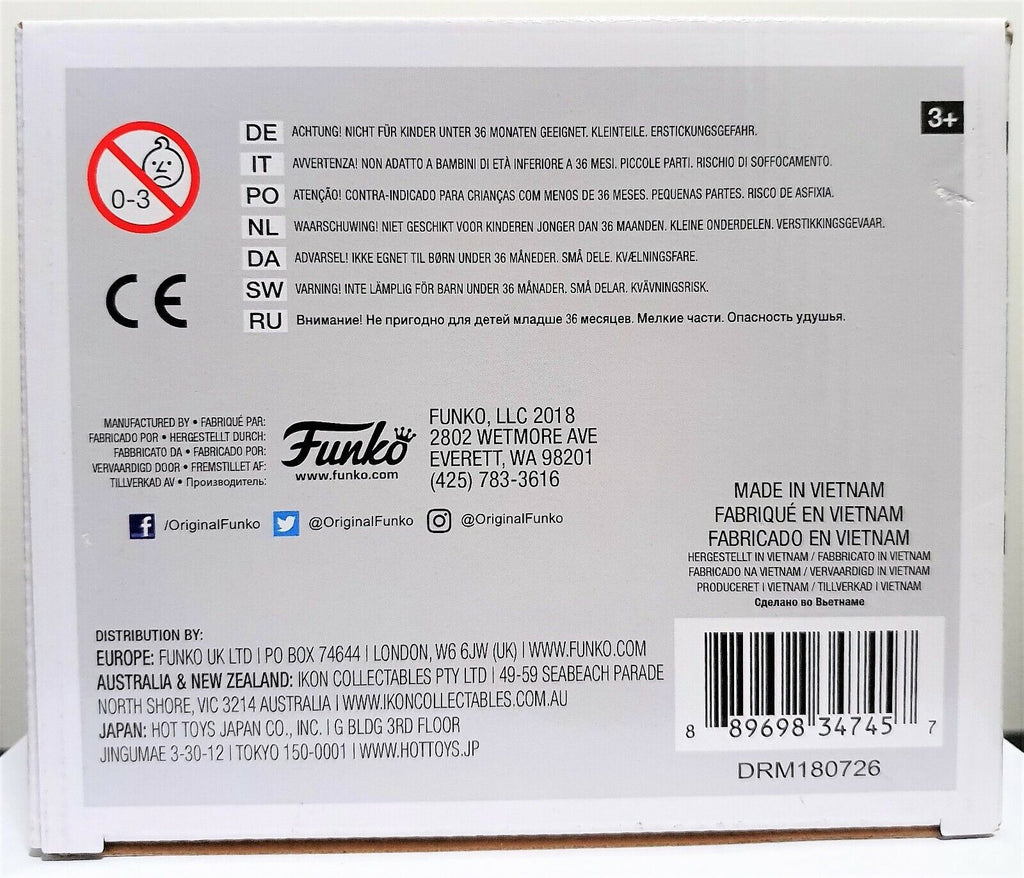 3+
0-3
DE ACHTUNG! NICHT FÜR KINDER UNTER 36 MONATEN GEEIGNET. KLEINTEILE. ERSTICKUNGSGEFAHR.
IT AVVERTENZA! NON ADATTO A BAMBINI DI ETÀ INFERIORE A 36 MESI. PICCOLE PARTI. RISCHIO DI SOFFOCAMENTO.
PO ATENÇÃO! CONTRA-INDICADO PARA CRIANÇAS COM MENOS DE 36 MESES. PEQUENAS PARTES. RISCO DE ASFIXIA.
NL WAARSCHUWING! NIET GESCHIKT VOOR KINDEREN JONGER DAN 36 MAANDEN. KLEINE ONDERDELEN. VERSTIKKINGSGEVAAR.
DA ADVARSEL! IKKE EGNET TIL BØRN UNDER 36 MÅNEDER. SMÅ DELE. KVÆLNINGSFARE.
SW VARNING! INTE LÄMPLIG FÖR BARN UNDER 36 MÅNADER. SMÅ DELAR. KVÄVNINGSRISK.
RU Внимание! Не пригодно для детей младше 36 месяцев. Мелкие части. Опасность удушья.
CE
MANUFACTURED BY • FABRIQUÉ PAR:
FABRICADO POR • HERGESTELLT DURCH:
FABBRICATO DA • FABRICADO POR:
VERVAARDIGD DOOR • FREMSTILLET AF:
TILLVERKAD AV • Производитель:
Funko
www.funko.com
FUNKO, LLC 2018
2802 WETMORE AVE
EVERETT, WA 98201
(425) 783-3616
/OriginalFunko @OriginalFunko @OriginalFunko
MADE IN VIETNAM
FABRIQUÉ EN VIETNAM
FABRICADO EN VIETNAM
HERGESTELLT IN VIETNAM / FABBRICATO IN VIETNAM
FABRICADO NA VIETNAM / VERVAARDIGD IN VIETNAM
PRODUCERET I VIETNAM / TILLVERKAD I VIETNAM
Сделано во Вьетнаме
DISTRIBUTION BY:
EUROPE: FUNKO UK LTD | PO BOX 74644 | LONDON, W6 6JW (UK) | WWW.FUNKO.COM
AUSTRALIA & NEW ZEALAND: IKON COLLECTABLES PTY LTD | 49-59 SEABEACH PARADE
NORTH SHORE, VIC 3214 AUSTRALIA | WWW.IKONCOLLECTABLES.COM.AU
JAPAN: HOT TOYS JAPAN CO., INC. | G BLDG 3RD FLOOR
JINGUMAE 3-30-12 | TOKYO 150-0001 | WWW.HOTTOYS.JP
8 89698 34745 7
DRM180726